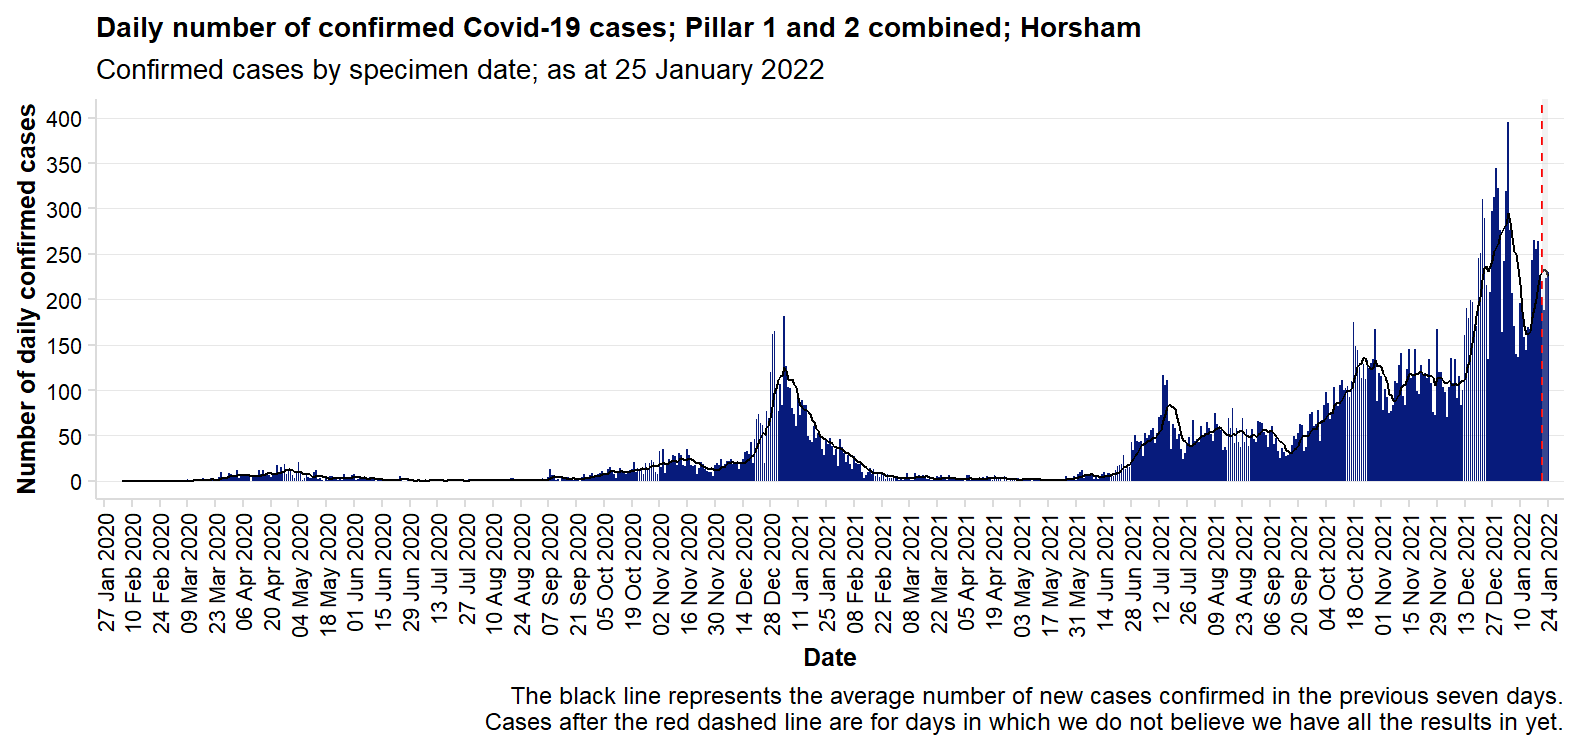 Daily number of confirmed Covid-19 cases; Pillar 1 and 2 combined; Horsham
Confirmed cases by specimen date; as at 25 January 2022
Number of daily confirmed cases
400
350
300
250
200
150
100
50
0
27 Jan 2020
10 Feb 2020
24 Feb 2020
09 Mar 2020
23 Mar 2020
06 Apr 2020
20 Apr 2020
04 May 2020
18 May 2020
01 Jun 2020
15 Jun 2020
29 Jun 2020
13 Jul 2020
27 Jul 2020
10 Aug 2020
24 Aug 2020
07 Sep 2020
21 Sep 2020
05 Oct 2020
19 Oct 2020
02 Nov 2020
16 Nov 2020
30 Nov 2020
14 Dec 2020
28 Dec 2020
11 Jan 2021
25 Jan 2021
08 Feb 2021
22 Feb 2021
08 Mar 2021
22 Mar 2021
05 Apr 2021
19 Apr 2021
03 May 2021
17 May 2021
31 May 2021
14 Jun 2021
28 Jun 2021
12 Jul 2021
26 Jul 2021
09 Aug 2021
23 Aug 2021
06 Sep 2021
20 Sep 2021
04 Oct 2021
18 Oct 2021
01 Nov 2021
15 Nov 2021
29 Nov 2021
13 Dec 2021
27 Dec 2021
10 Jan 2022
24 Jan 2022
Date
The black line represents the average number of new cases confirmed in the previous seven days.
Cases after the red dashed line are for days in which we do not believe we have all the results in yet.